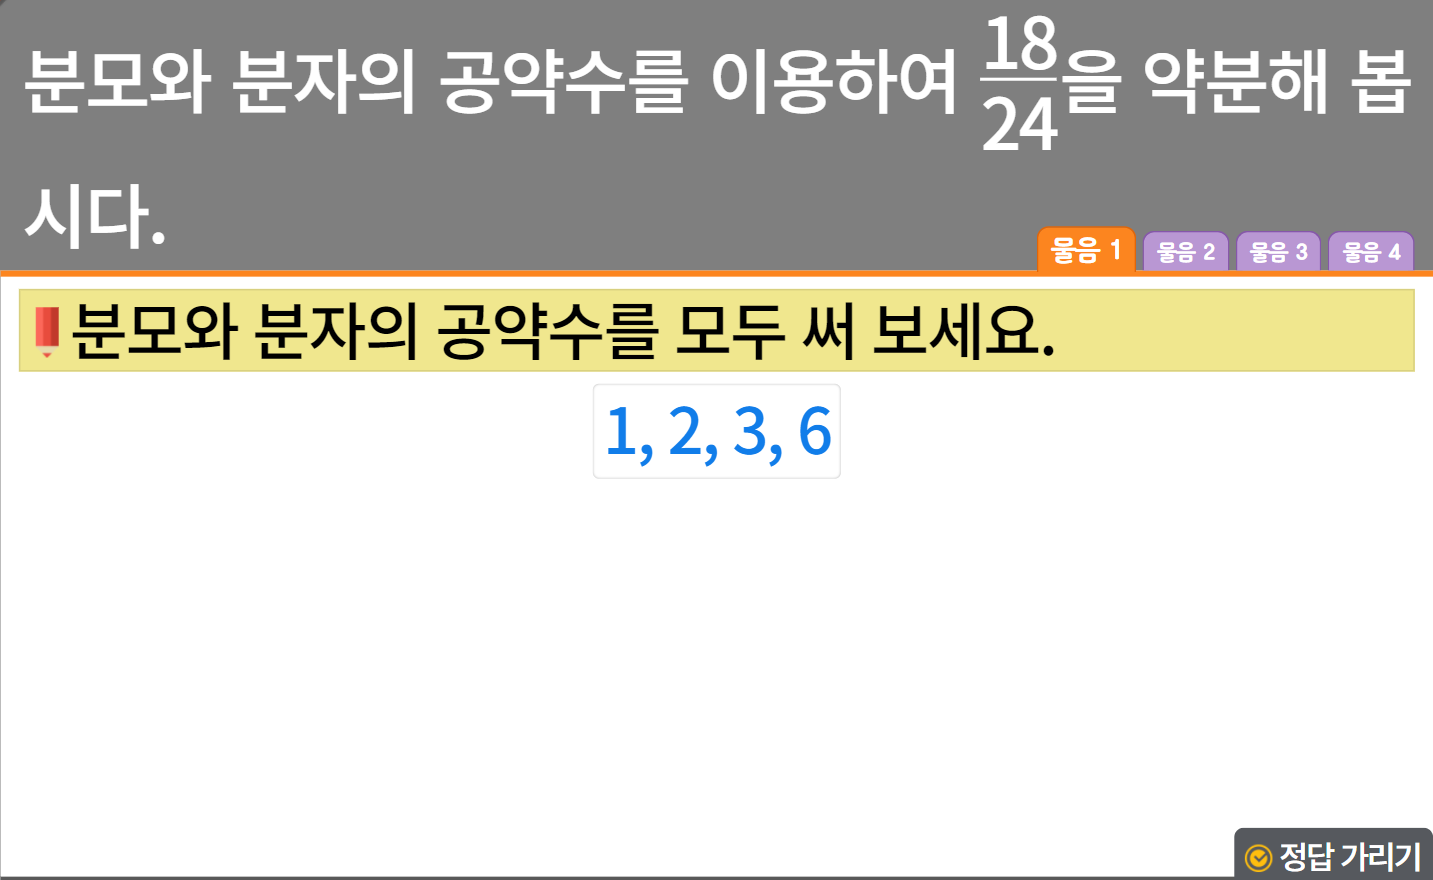 분모와 분자의 공약수를 이용하여 18/24을 약분해 봅
시다.
물음 1 물음 2 물음 3 물음 4
분모와 분자의 공약수를 모두 써 보세요.
1, 2, 3, 6
정답 가리기